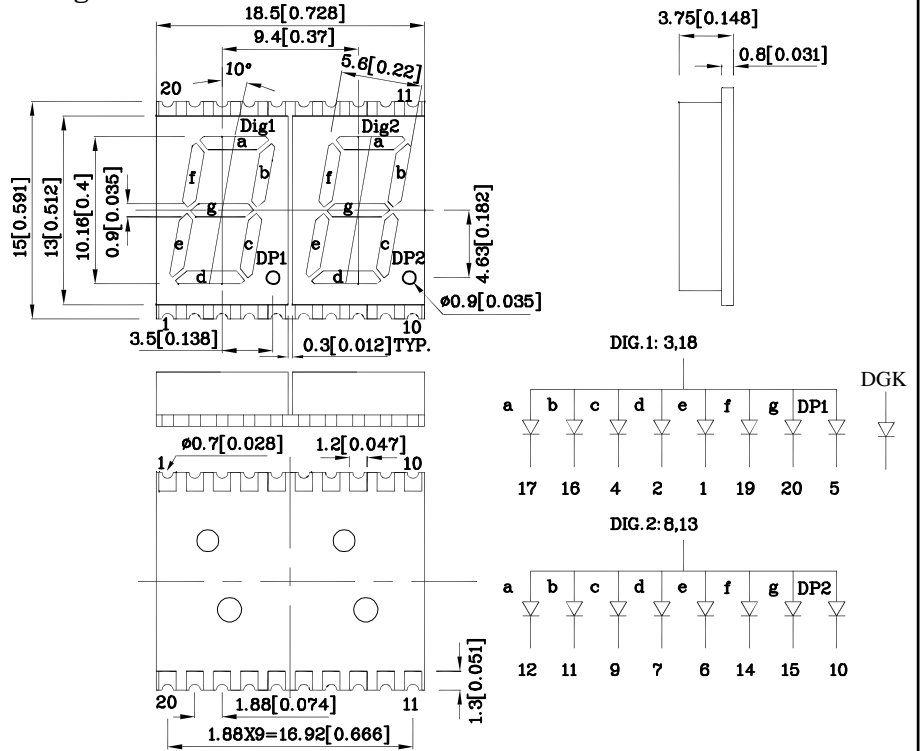 18.5[0.728]
9.4[0.37]
10°
5.6[0.22]
20
11
Dig1
Dig2
a
b
f
g
e
c
d
DP1
a
b
f
g
e
c
d
DP2
15[0.591]
13[0.512]
10.16[0.4]
0.9[0.035]
4.63[0.182]
ø0.9[0.035]
1
10
3.5[0.138]
0.3[0.012]TYP.
3.75[0.148]
0.8[0.031]
ø0.7[0.028]
1.2[0.047]
1
10
20
11
1.88[0.074]
1.3[0.051]
1.88X9=16.92[0.666]
DIG.1: 3,18
DGK
a b c d e f g DP1
17 16 4 2 1 19 20 5
DIG.2:8,13
a b c d e f g DP2
12 11 9 7 6 14 15 10